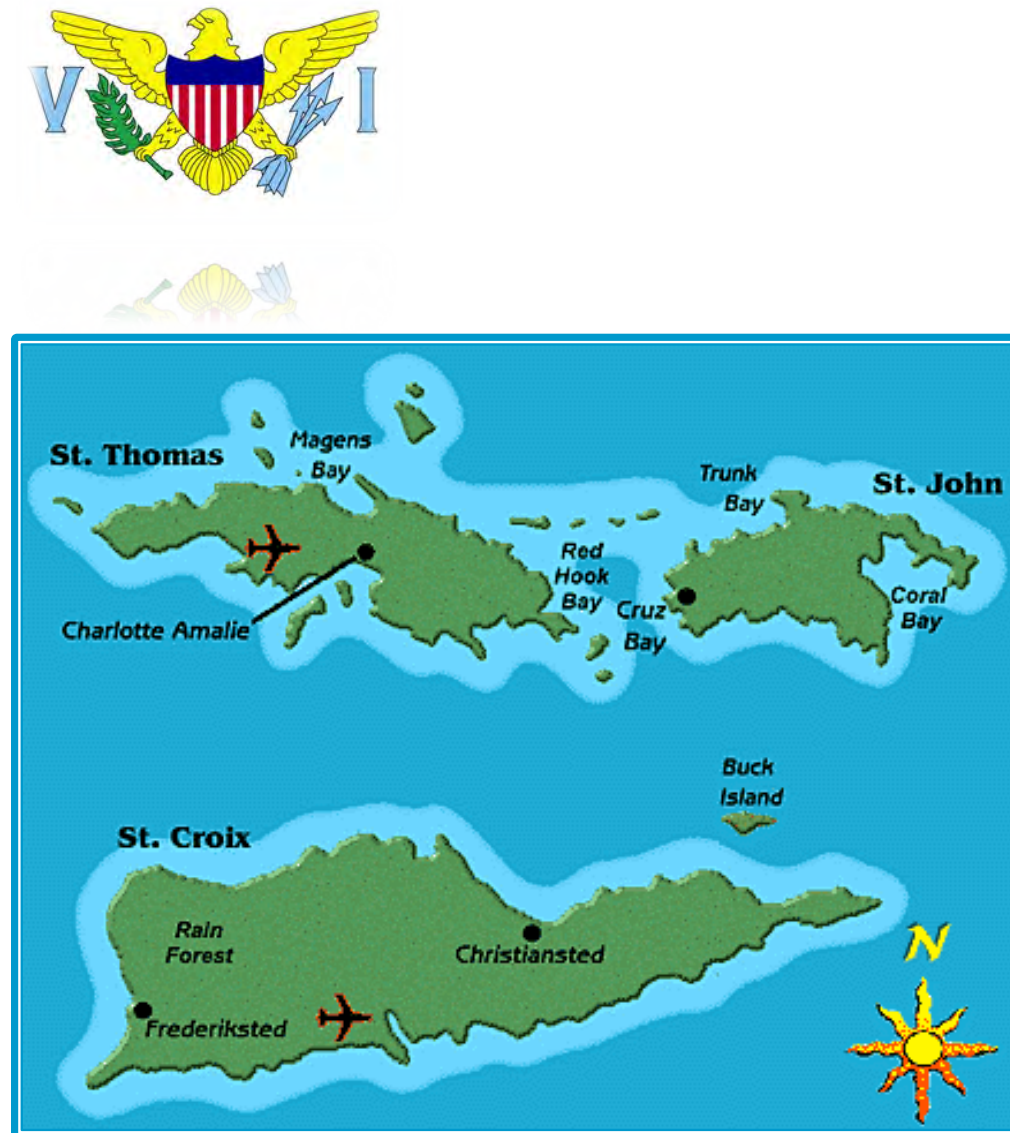 V I
St. Thomas
Magens
Bay
Trunk
Bay
St. John
Red
Hook
Bay
Cruz
Bay
Coral
Bay
Charlotte Amalie
Buck
Island
St. Croix
Rain
Forest
Christiansted
Frederiksted
N